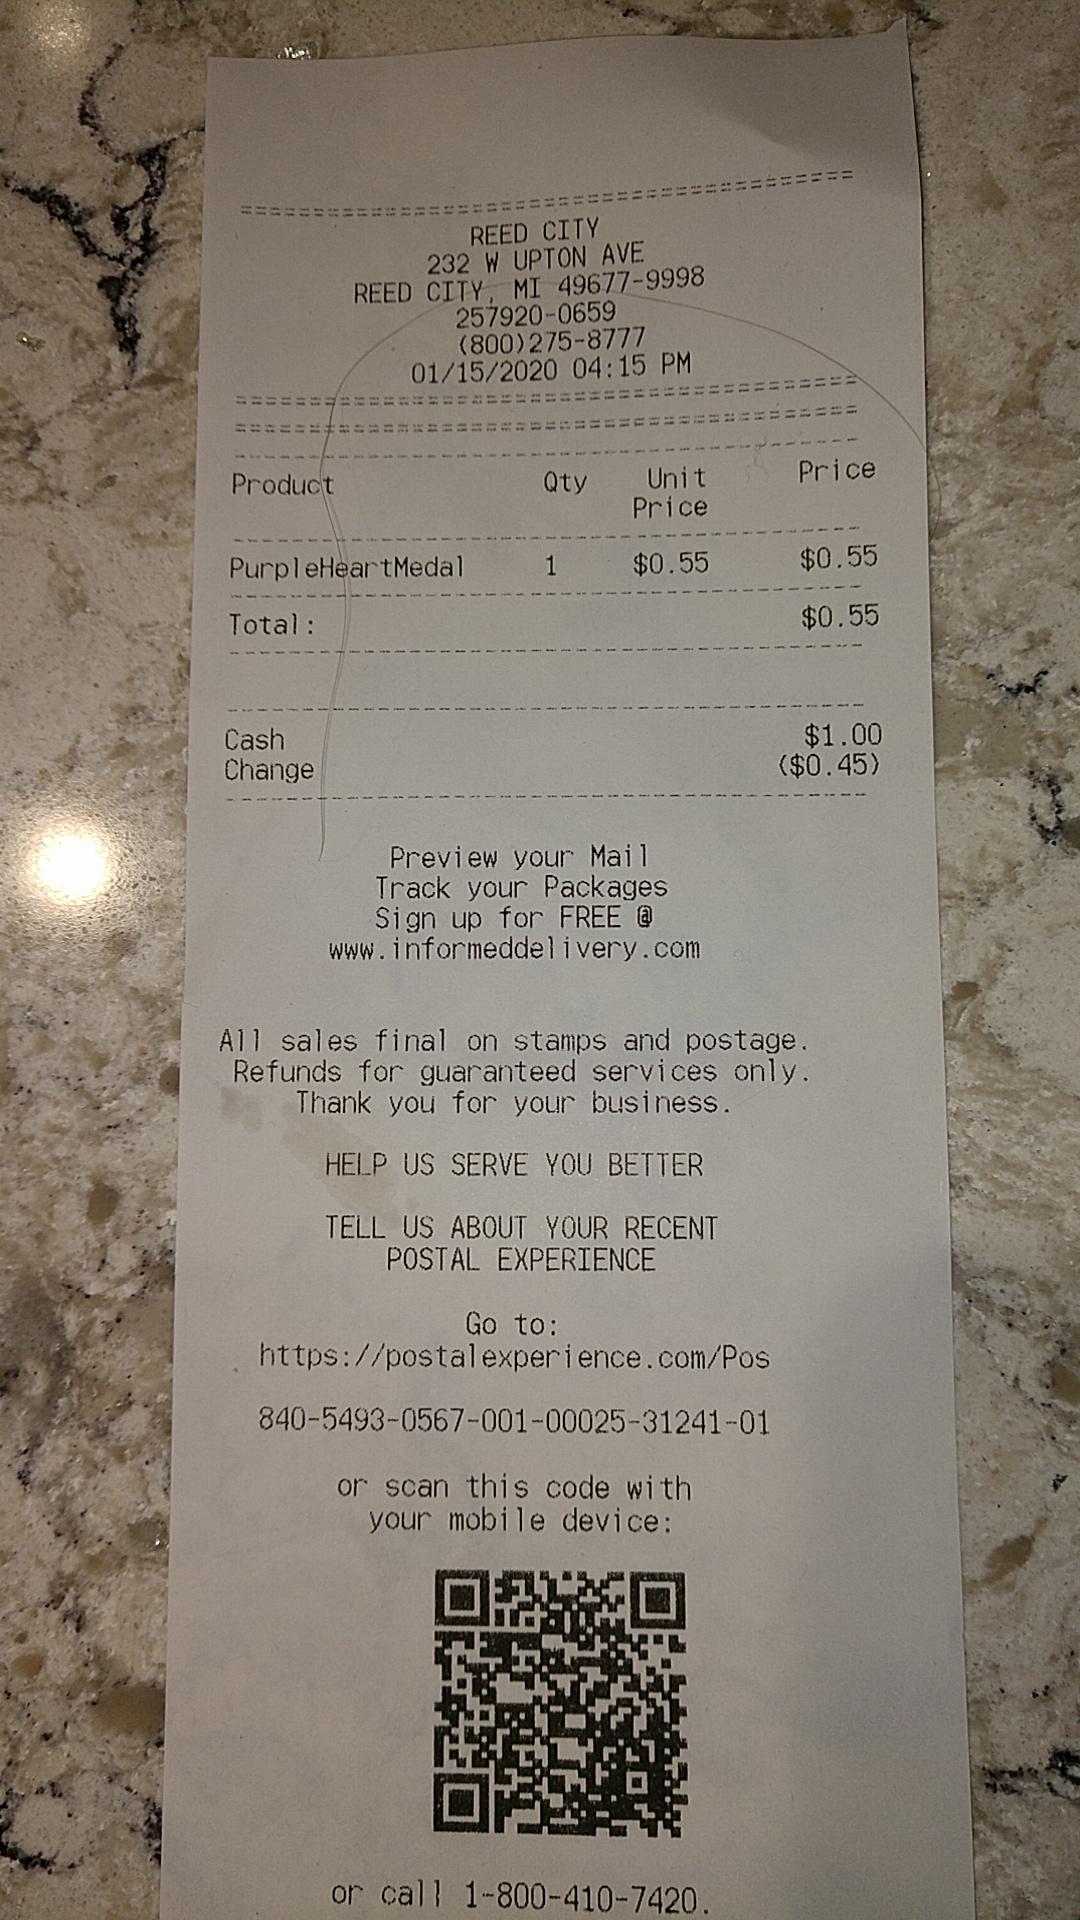 REED CITY
232 W UPTON AVE
REED CITY, MI 49677-9998
257920-0659
(800)275-8777
01/15/2020 04:15 PM
Product Qty Unit Price Price
PurpleHeartMedal 1 $0.55 $0.55
Total: $0.55
Cash $1.00
Change ($0.45)
Preview your Mail
Track your Packages
Sign up for FREE @
www.informeddelivery.com
All sales final on stamps and postage.
Refunds for guaranteed services only.
Thank you for your business.
HELP US SERVE YOU BETTER
TELL US ABOUT YOUR RECENT
POSTAL EXPERIENCE
Go to:
https://postalexperience.com/Pos
840-5493-0567-001-00025-31241-01
or scan this code with
your mobile device:
or call 1-800-410-7420.